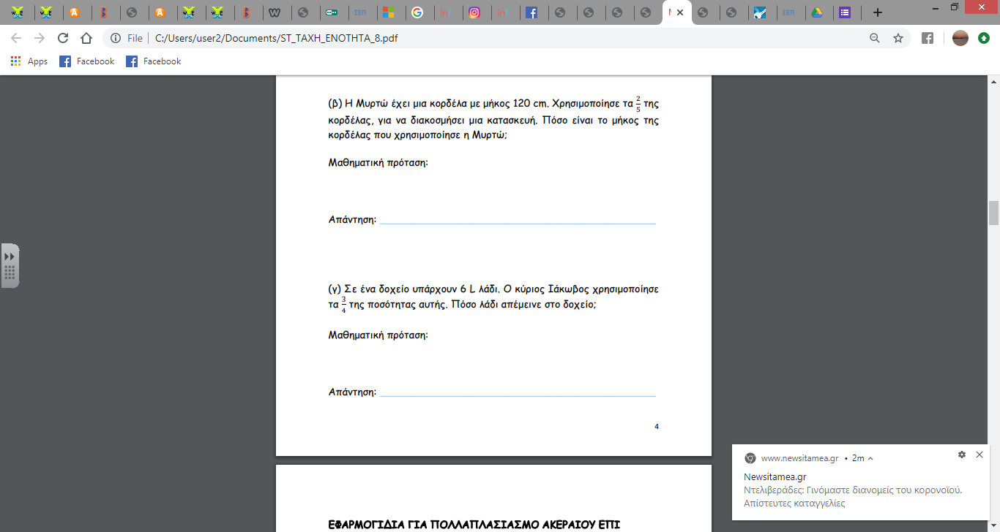 File C:/Users/user2/Documents/ST_TAXH_ENOTHTA_8.pdf
Apps Facebook Facebook
(β) Η Μυρτώ έχει μια κορδέλα με μήκος 120 cm. Χρησιμοποίησε τα 2/5 της
κορδέλας, για να διακοσμήσει μια κατασκευή. Πόσο είναι το μήκος της
κορδέλας που χρησιμοποίησε η Μυρτώ;
Μαθηματική πρόταση:
Απάντηση:
(γ) Σε ένα δοχείο υπάρχουν 6 L λάδι. Ο κύριος Ιάκωβος χρησιμοποίησε
τα 3/4 της ποσότητας αυτής. Πόσο λάδι απέμεινε στο δοχείο;
Μαθηματική πρόταση:
Απάντηση:
4
ΕΦΑΡΜΟΓΙΔΙΑ ΓΙΑ ΠΟΛΛΑΠΛΑΣΙΑΣΜΟ ΑΚΕΡΑΙΟΥ ΕΠΙ
www.newsitamea.gr • 2m
Newsitamea.gr
Ντελιβεράδες: Γινόμαστε διανομείς του κορονοϊού.
Απίστευτες καταγγελίες